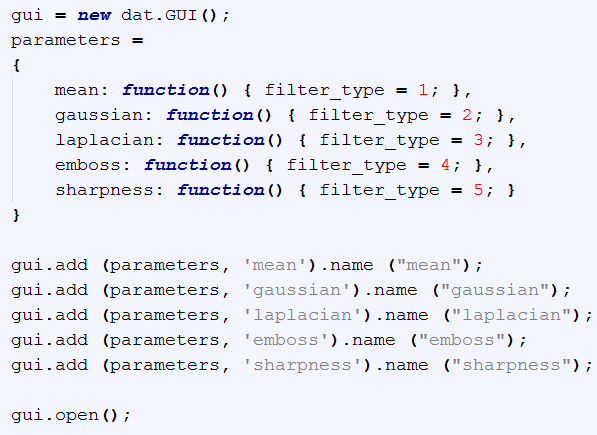 gui = new dat.GUI();
parameters =
{
    mean: function() { filter_type = 1; },
    gaussian: function() { filter_type = 2; },
    laplacian: function() { filter_type = 3; },
    emboss: function() { filter_type = 4; },
    sharpness: function() { filter_type = 5; }
}

gui.add (parameters, 'mean').name ("mean");
gui.add (parameters, 'gaussian').name ("gaussian");
gui.add (parameters, 'laplacian').name ("laplacian");
gui.add (parameters, 'emboss').name ("emboss");
gui.add (parameters, 'sharpness').name ("sharpness");

gui.open();